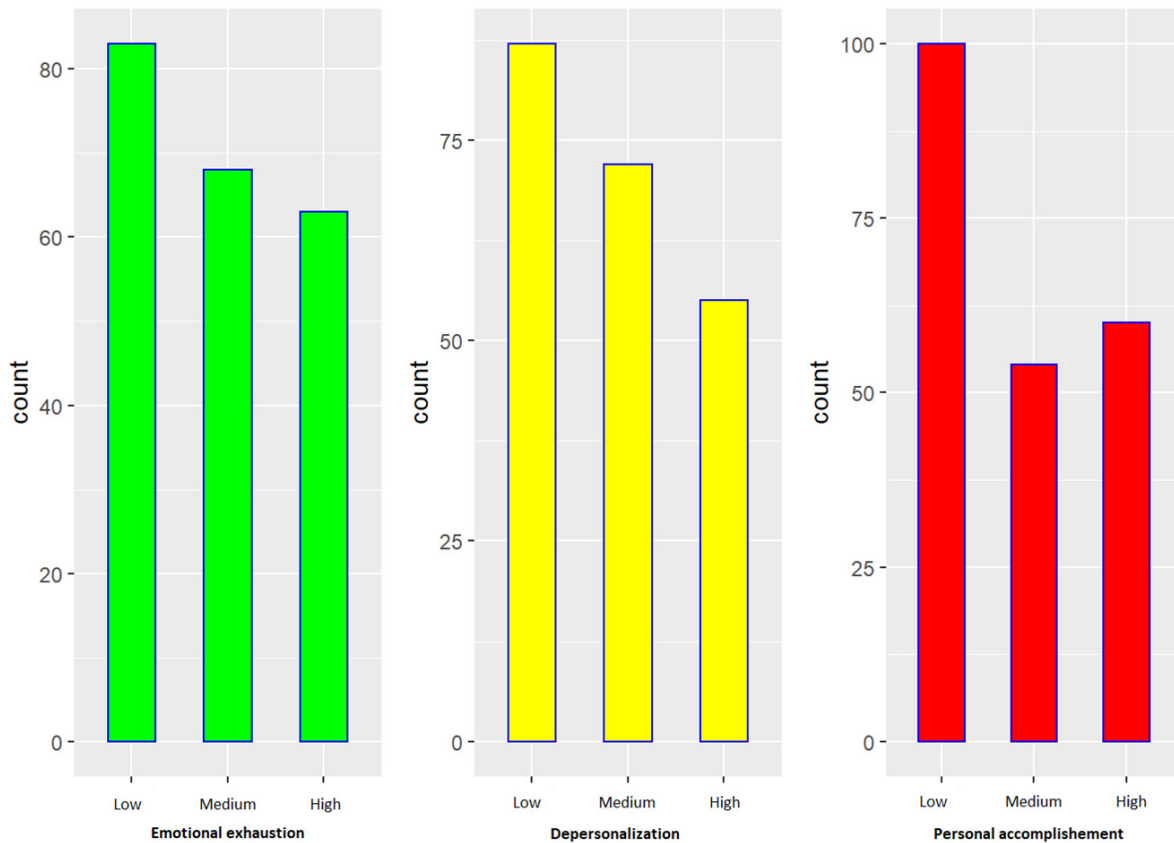 count
80
60
40
20
0
Low Medium High
Emotional exhaustion
count
75
50
25
0
Low Medium High
Depersonalization
count
100
75
50
25
0
Low Medium High
Personal accomplishement